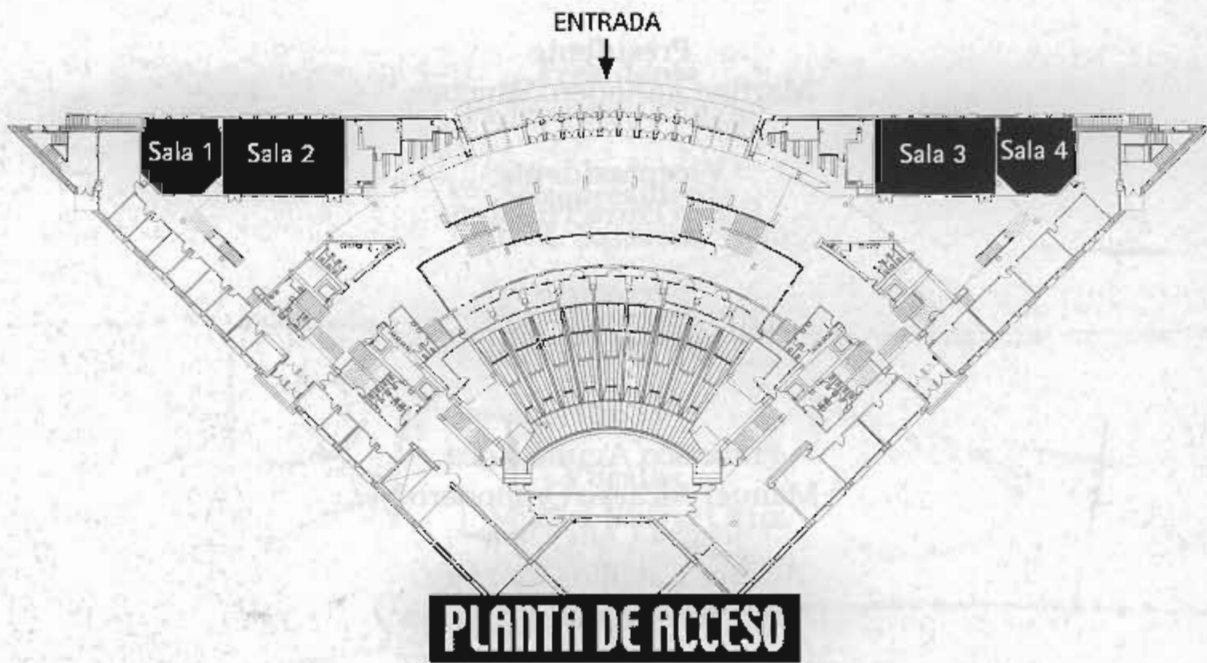 ENTRADA
Sala 1
Sala 2
Sala 3
Sala 4
PLANTA DE ACCESO